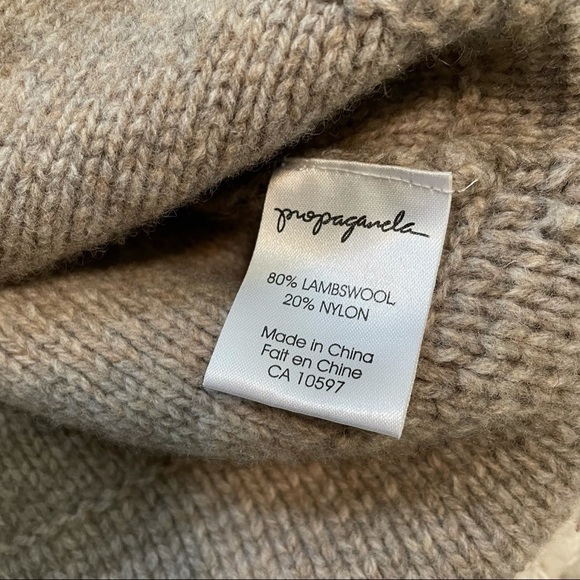 propaganda
80% LAMBSWOOL
20% NYLON
Made in China
Fait en Chine
CA 10597